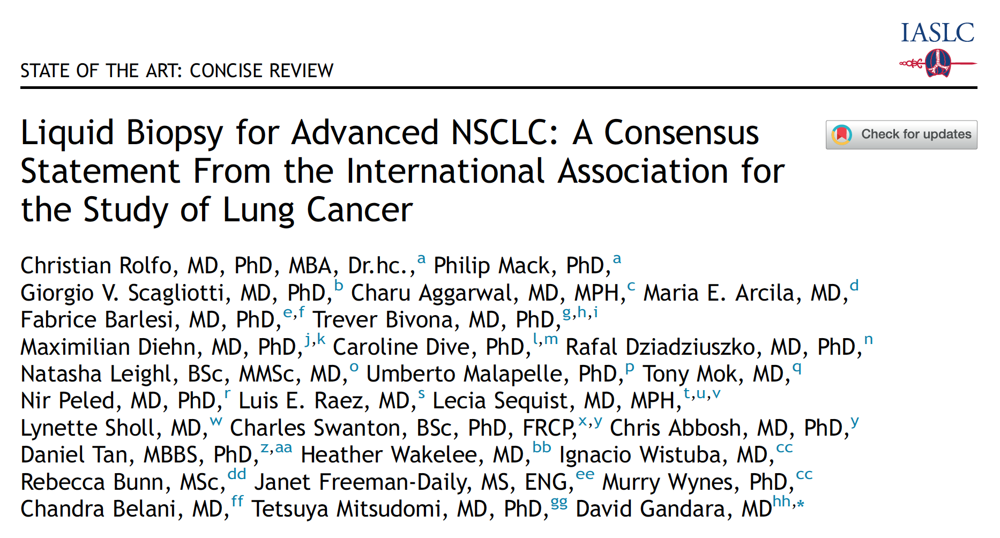 IASLC
STATE OF THE ART: CONCISE REVIEW
Liquid Biopsy for Advanced NSCLC: A Consensus
Statement From the International Association for
the Study of Lung Cancer
Check for updates
Christian Rolfo, MD, PhD, MBA, Dr.hc.,a Philip Mack, PhD,a
Giorgio V. Scagliotti, MD, PhD,b Charu Aggarwal, MD, MPH,c Maria E. Arcila, MD,d
Fabrice Barlesi, MD, PhD,e,f Trever Bivona, MD, PhD,g,h,i
Maximilian Diehn, MD, PhD,j,k Caroline Dive, PhD,l,m Rafal Dziadziuszko, MD, PhD,n
Natasha Leighl, BSc, MMSc, MD,o Umberto Malapelle, PhD,p Tony Mok, MD,q
Nir Peled, MD, PhD,r Luis E. Raez, MD,s Lecia Sequist, MD, MPH,t,u,v
Lynette Sholl, MD,w Charles Swanton, BSc, PhD, FRCP,x,y Chris Abbosh, MD, PhD,y
Daniel Tan, MBBS, PhD,z,aa Heather Wakelee, MD,bb Ignacio Wistuba, MD,cc
Rebecca Bunn, MSc,dd Janet Freeman-Daily, MS, ENG,ee Murry Wynes, PhD,cc
Chandra Belani, MD,ff Tetsuya Mitsudomi, MD, PhD,gg David Gandara, MDhh,*